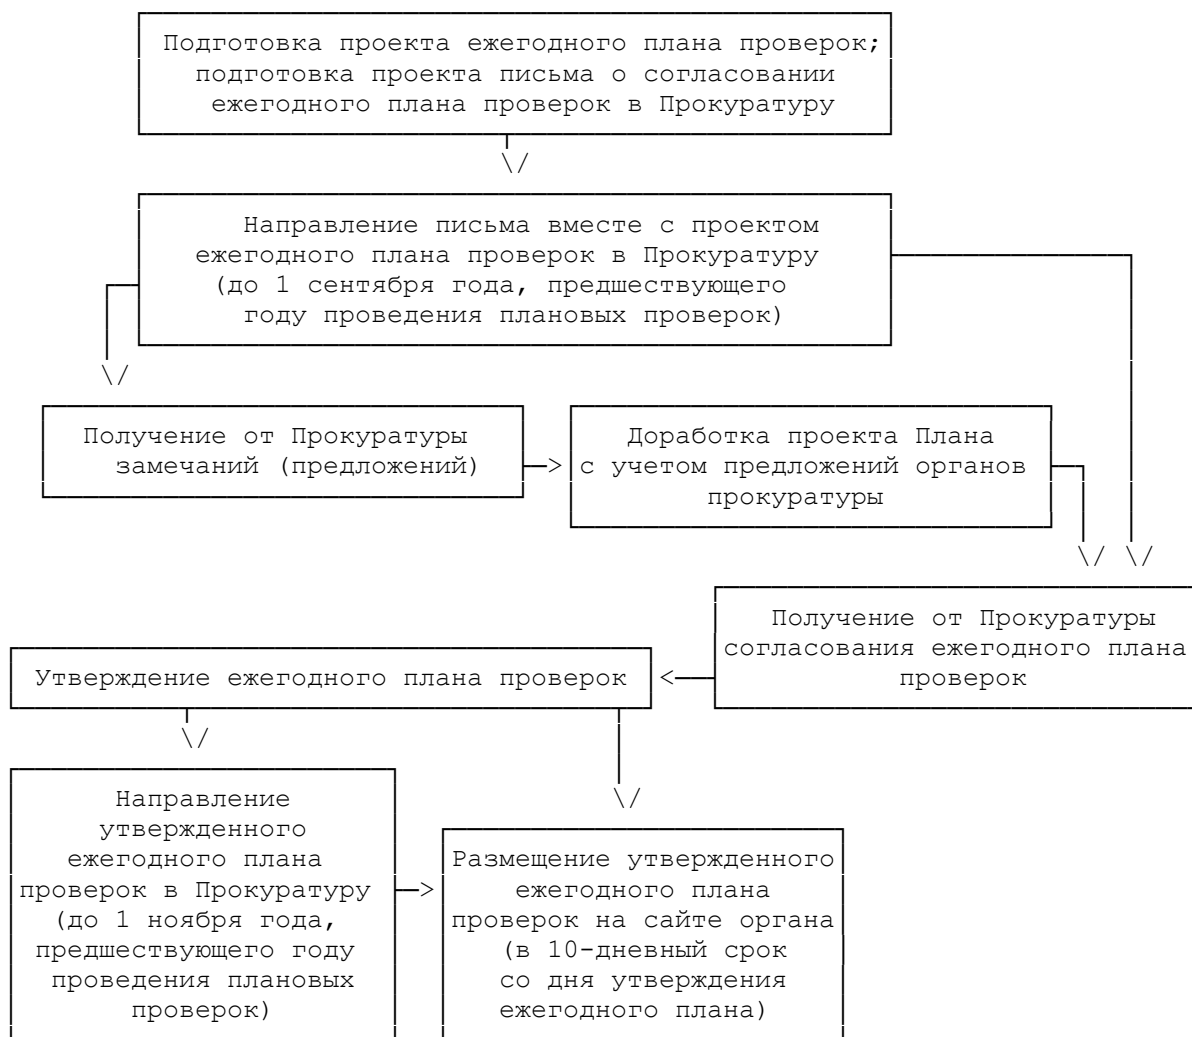 Подготовка проекта ежегодного плана проверок;
подготовка проекта письма о согласовании
ежегодного плана проверок в Прокуратуру
Направление письма вместе с проектом
ежегодного плана проверок в Прокуратуру
(до 1 сентября года, предшествующего
году проведения плановых проверок)
Получение от Прокуратуры
замечаний (предложений)
Доработка проекта Плана
с учетом предложений органов
прокуратуры
Получение от Прокуратуры
согласования ежегодного плана
проверок
Утверждение ежегодного плана проверок
Направление
утвержденного
ежегодного плана
проверок в Прокуратуру
(до 1 ноября года,
предшествующего году
проведения плановых
проверок)
Размещение утвержденного
ежегодного плана
проверок на сайте органа
(в 10-дневный срок
со дня утверждения
ежегодного плана)